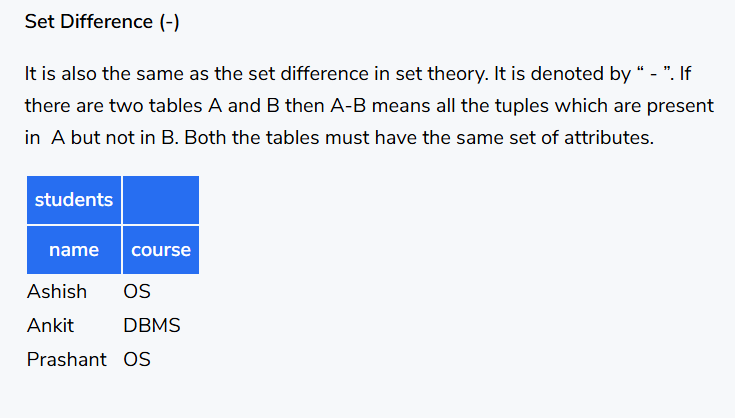 Set Difference (-)
It is also the same as the set difference in set theory. It is denoted by “ - ”. If
there are two tables A and B then A-B means all the tuples which are present
in  A but not in B. Both the tables must have the same set of attributes.
students
name course
Ashish OS
Ankit DBMS
Prashant OS